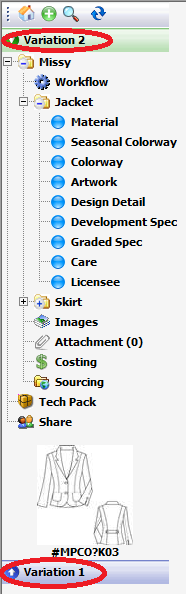 Variation 2
Missy
Workflow
Jacket
Material
Seasonal Colorway
Colorway
Artwork
Design Detail
Development Spec
Graded Spec
Care
Licensee
Skirt
Images
Attachment (0)
Costing
Sourcing
Tech Pack
Share
#MPCO?K03
Variation 1